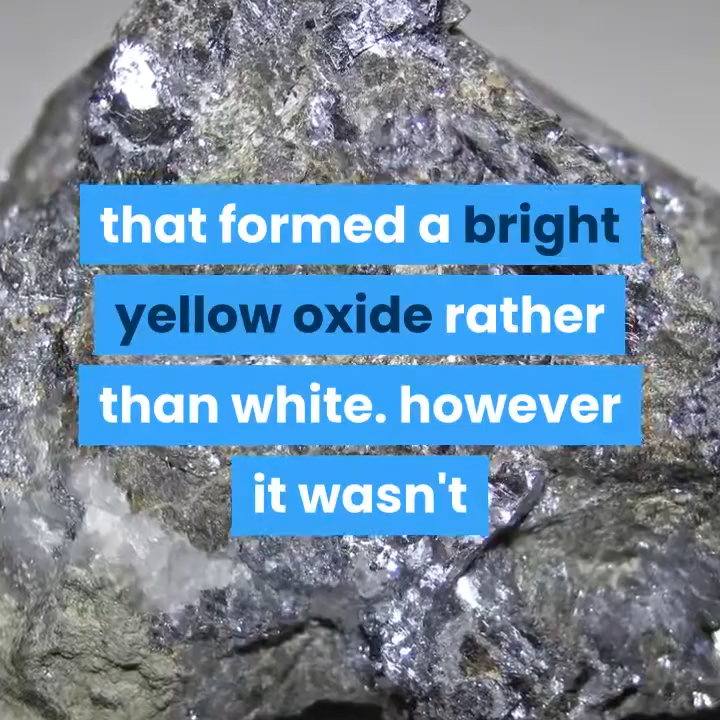 that formed a bright
yellow oxide rather
than white. however
it wasn't